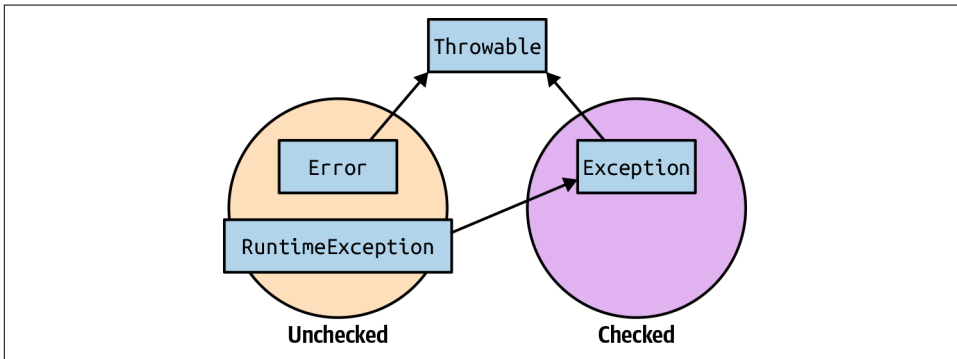 Throwable
Error
Exception
RuntimeException
Unchecked
Checked